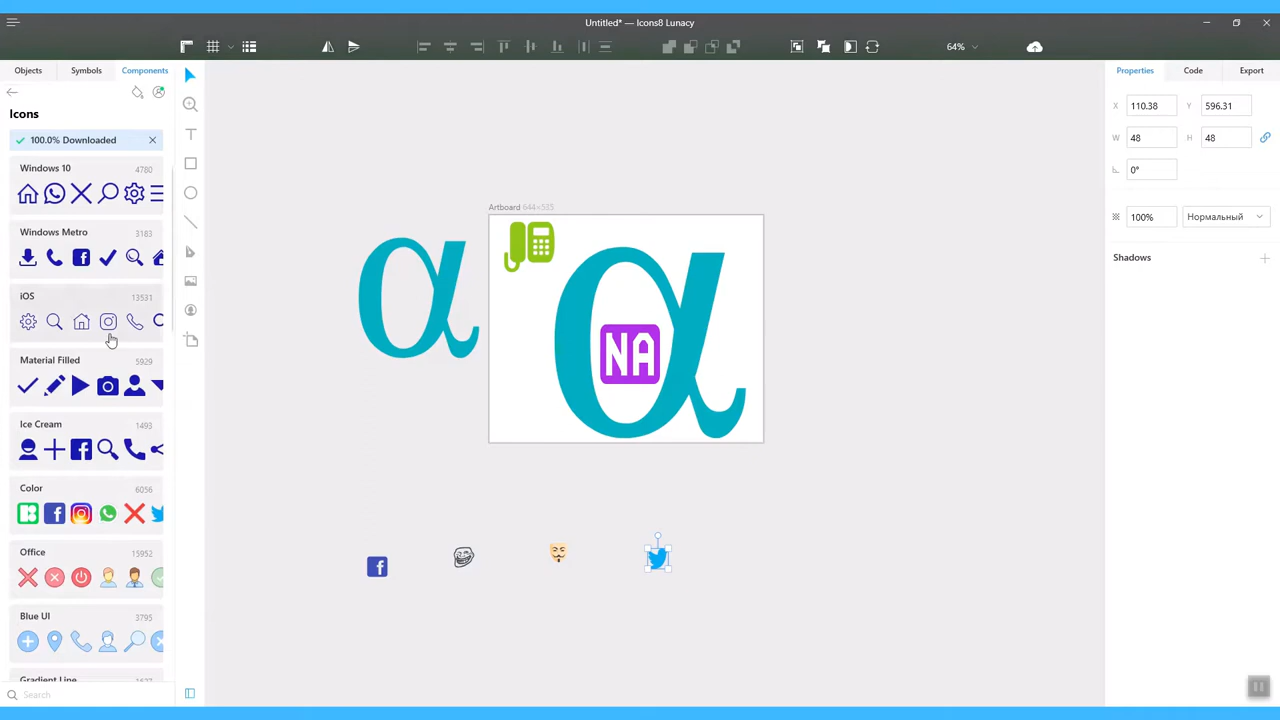 Untitled* — Icons8 Lunacy
64%
Objects
Symbols
Components
Icons
100.0% Downloaded
Windows 10
4780
Windows Metro
3183
iOS
13531
Material Filled
5929
Ice Cream
1493
Color
6056
Office
15952
Blue UI
3795
Search
Artboard 644×535
α
α
NA
Properties
Code
Export
X
110.38
Y
596.31
W
48
H
48
0°
100%
Нормальный
Shadows